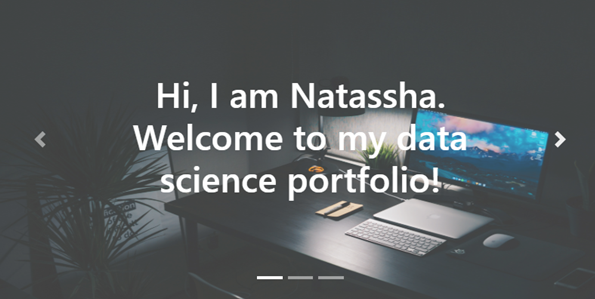 Hi, I am Natassha.
Welcome to my data
science portfolio!